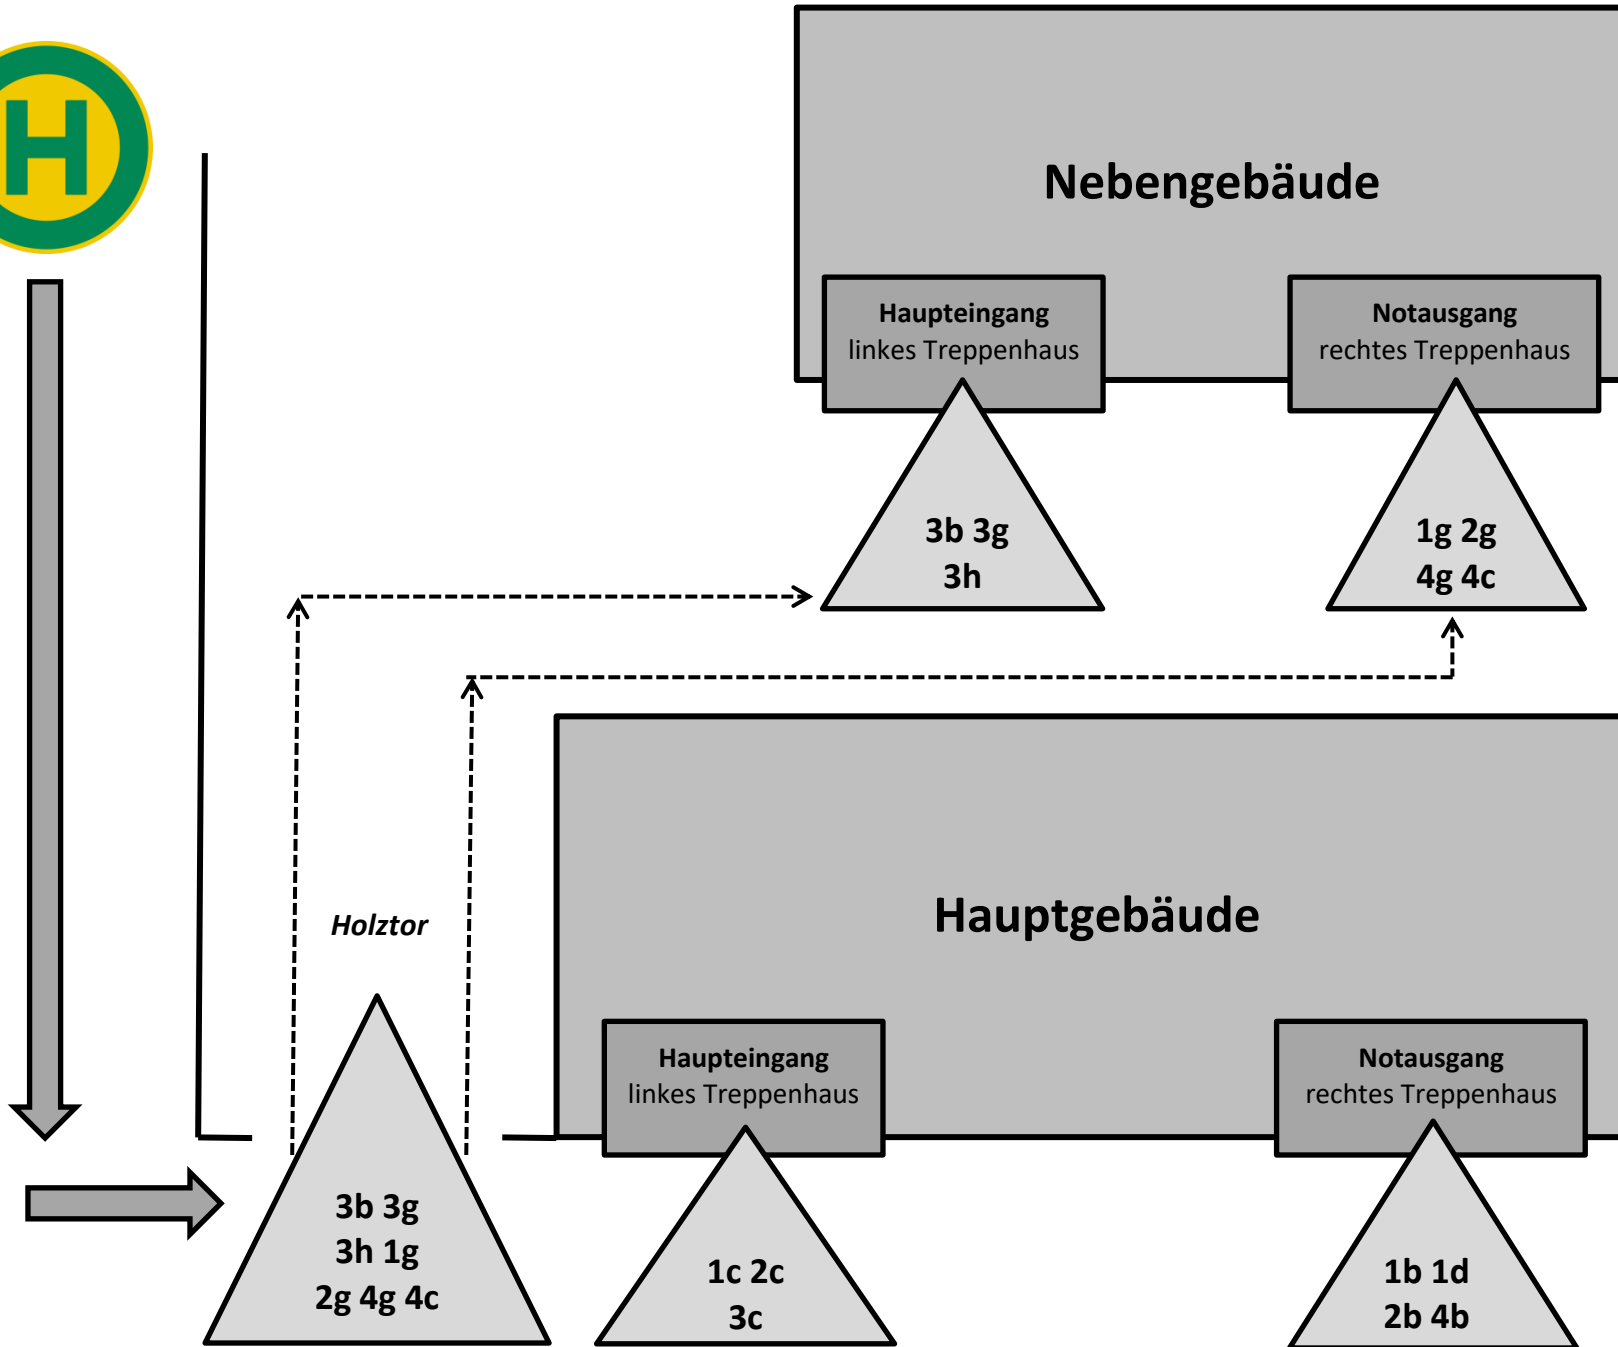 H
Nebengebäude
Haupteingang
linkes Treppenhaus
Notausgang
rechtes Treppenhaus
3b 3g
3h
1g 2g
4g 4c
Holztor
Hauptgebäude
Haupteingang
linkes Treppenhaus
Notausgang
rechtes Treppenhaus
3b 3g
3h 1g
2g 4g 4c
1c 2c
3c
1b 1d
2b 4b